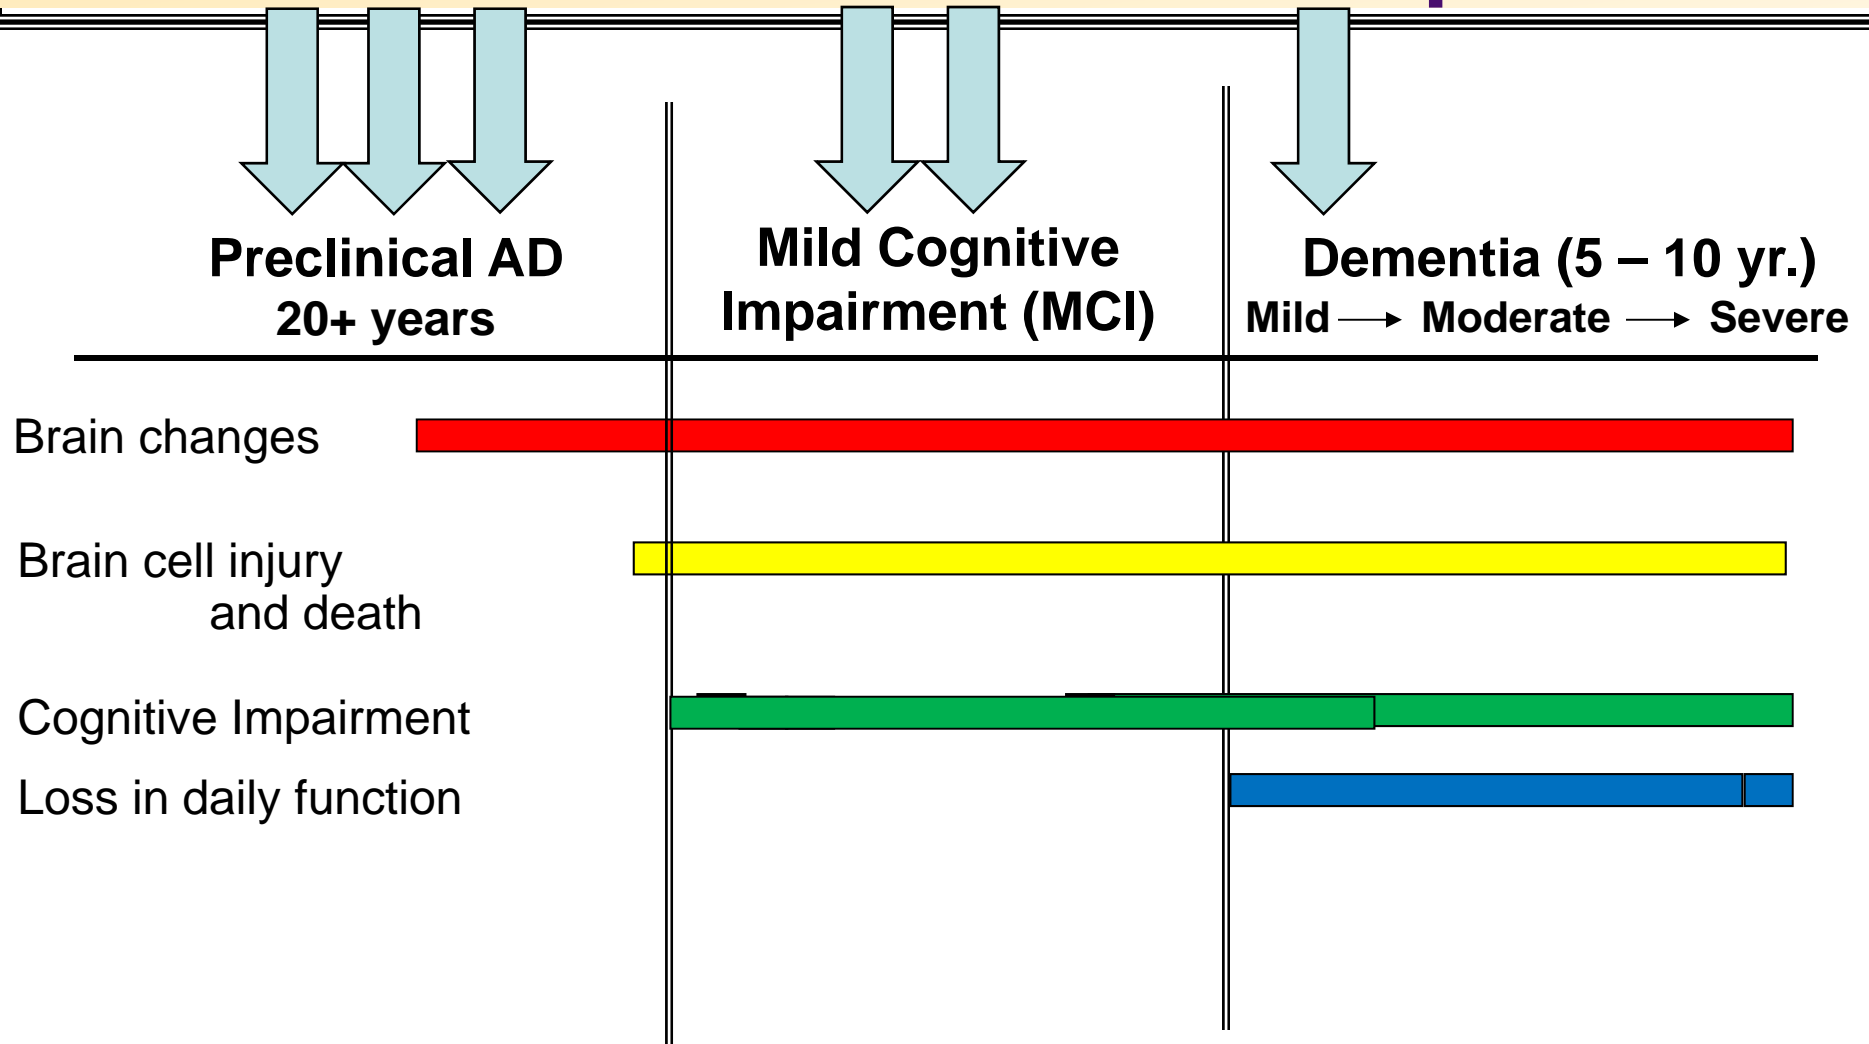 Preclinical AD
20+ years
Mild Cognitive
Impairment (MCI)
Dementia (5 – 10 yr.)
Mild → Moderate → Severe
Brain changes
Brain cell injury
and death
Cognitive Impairment
Loss in daily function